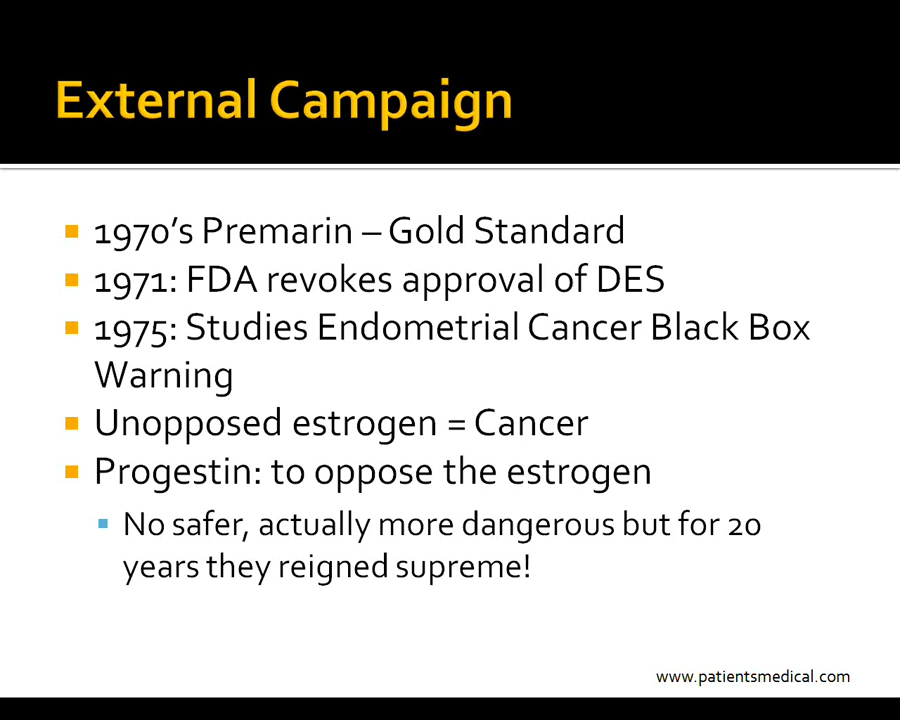 External Campaign
1970's Premarin – Gold Standard
1971: FDA revokes approval of DES
1975: Studies Endometrial Cancer Black Box
Warning
Unopposed estrogen = Cancer
Progestin: to oppose the estrogen
No safer, actually more dangerous but for 20
years they reigned supreme!
www.patientsmedical.com